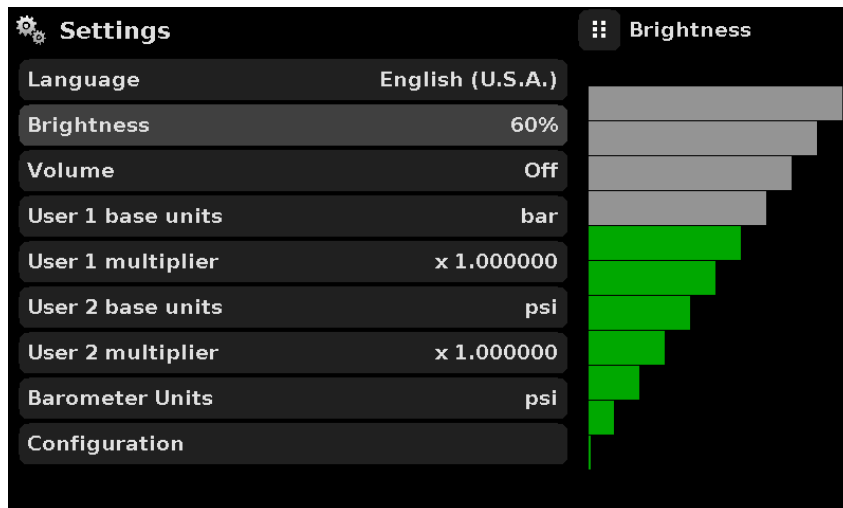 Settings
Language English (U.S.A.)
Brightness 60%
Volume Off
User 1 base units bar
User 1 multiplier x 1.000000
User 2 base units psi
User 2 multiplier x 1.000000
Barometer Units psi
Configuration
Brightness